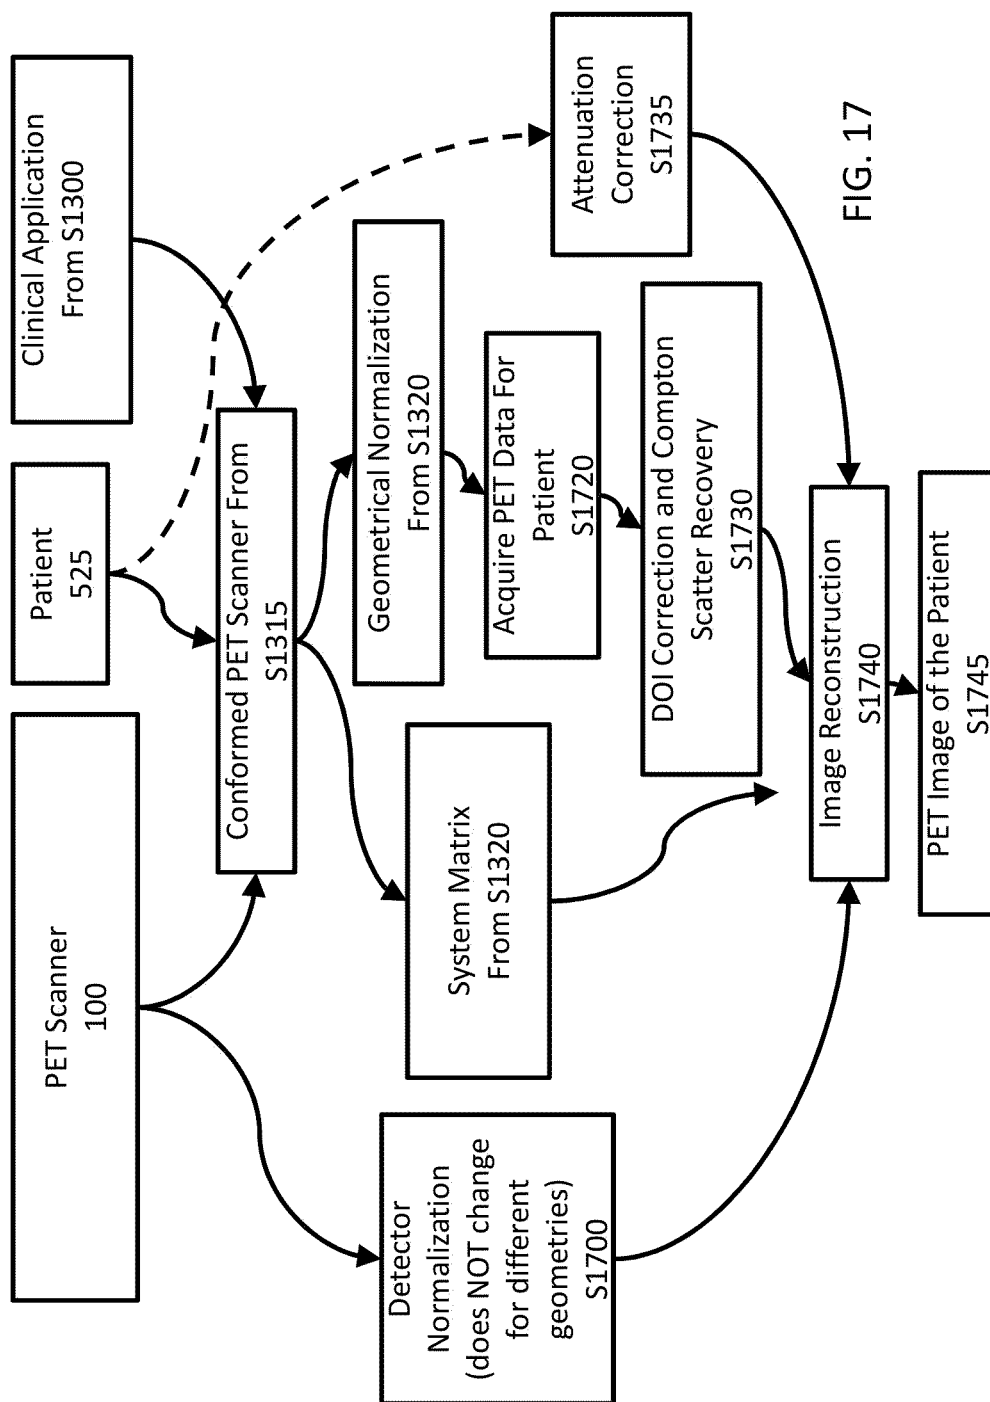 PET Scanner
100
Patient
525
Clinical Application
From S1300
Conformed PET Scanner From
S1315
Detector
Normalization
(does NOT change
for different
geometries)
S1700
System Matrix
From S1320
Geometrical Normalization
From S1320
Acquire PET Data For
Patient
S1720
DOI Correction and Compton
Scatter Recovery
S1730
Attenuation
Correction
S1735
Image Reconstruction
S1740
PET Image of the Patient
S1745
FIG. 17